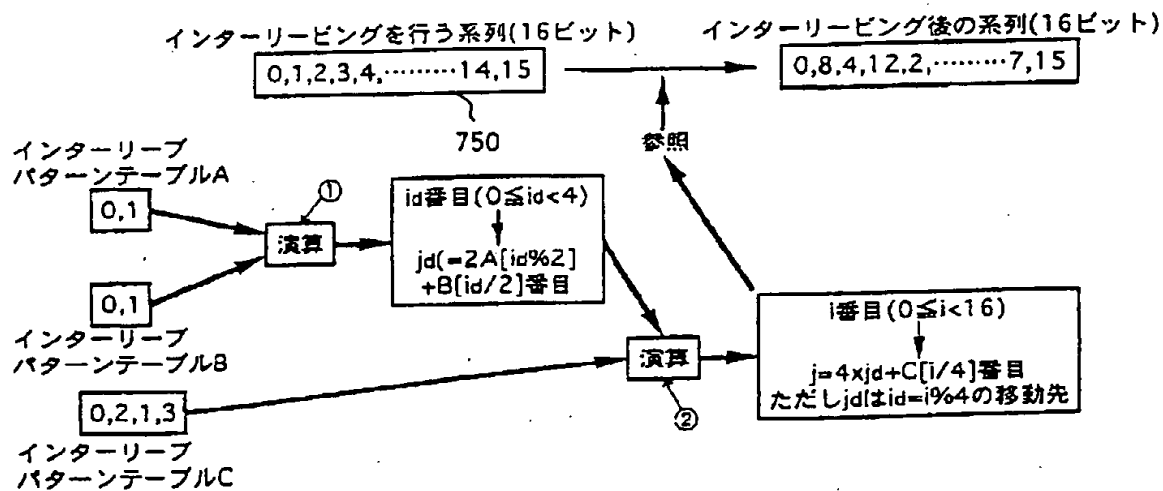 インターリービングを行う系列(16ビット)
インターリービング後の系列(16ビット)
0,1,2,3,4,………14,15
0,8,4,12,2,………7,15
750
参照
インターリーブ
パターンテーブルA
0,1
①
演算
id番目(0≦id<4)
jd(=2A[id%2]
+B[id/2]番目
0,1
インターリーブ
パターンテーブルB
i番目(0≦i<16)
演算
j=4xjd+C[i/4]番目
ただしjdはid=i%4の移動先
②
0,2,1,3
インターリーブ
パターンテーブルC